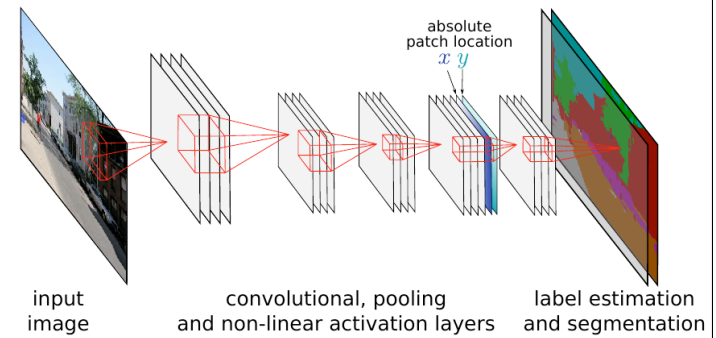 absolute
patch location
x y
input
image
convolutional, pooling
and non-linear activation layers
label estimation
and segmentation